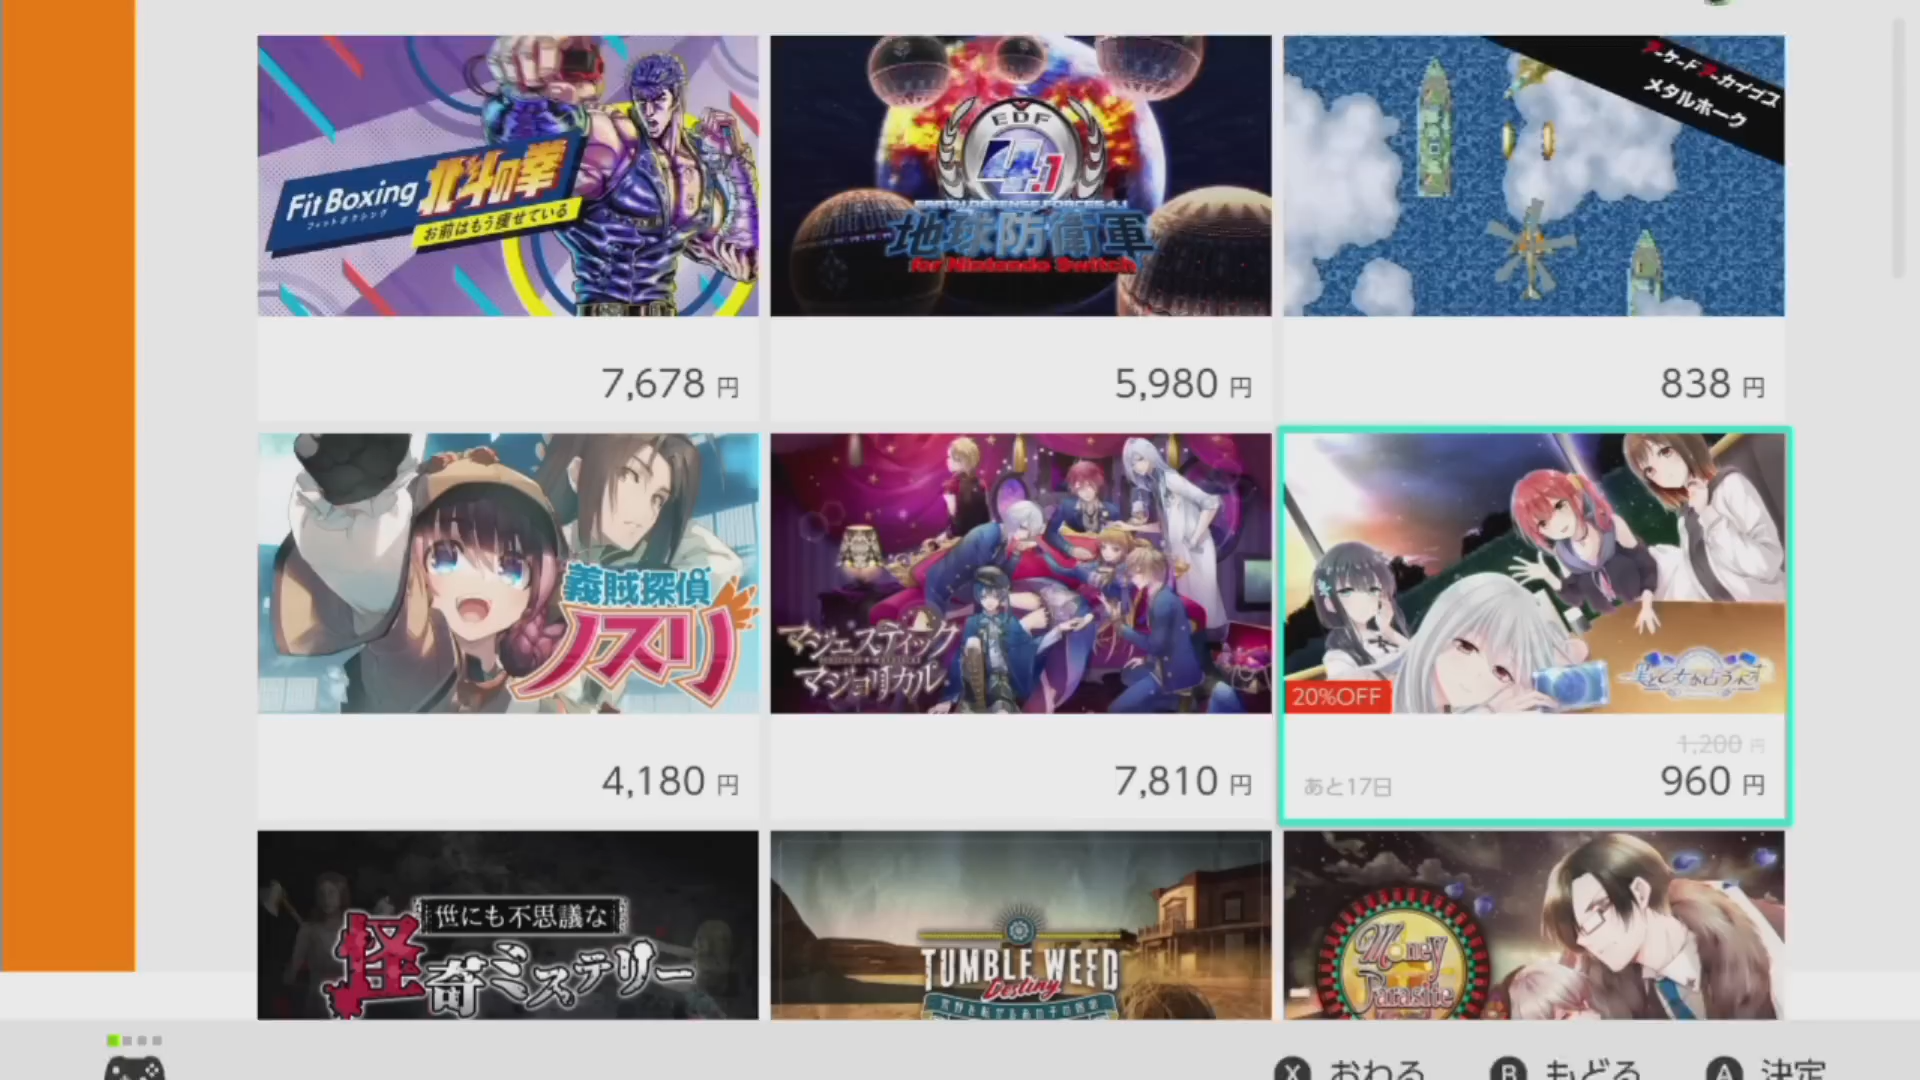 Fit Boxing 北斗の拳
フィットボクシング
お前はもう痩せている
EDF
4.1
EARTH DEFENSE FORCE 4.1
地球防衛軍
for Nintendo Switch
アーケードアーカイブス
メタルホーク
7,678 円
5,980 円
838 円
義賊探偵
ノスリ
マジェスティック
マジョリカル
20%OFF
1,200 円
4,180 円
7,810 円
あと17日
960 円
世にも不思議な
怪奇ミステリー
TUMBLE WEED
Destiny
Money
Parasite
X おわる
B もどる
A 決定